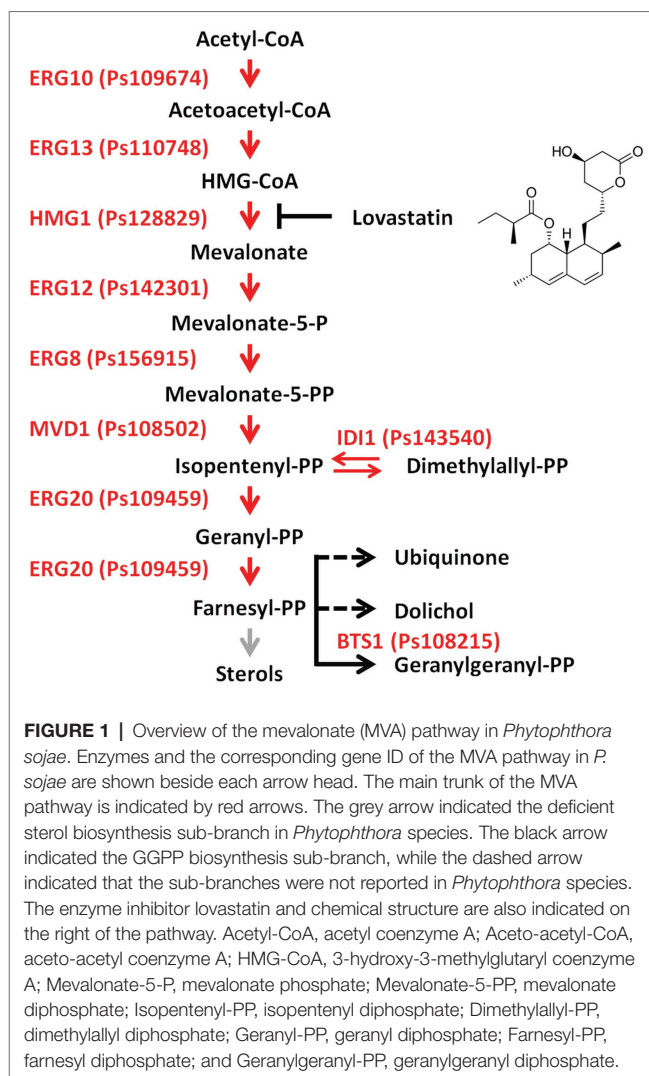 Acetyl-CoA
ERG10 (Ps109674)
Acetoacetyl-CoA
ERG13 (Ps110748)
HMG-CoA
HMG1 (Ps128829)
Lovastatin
Mevalonate
ERG12 (Ps142301)
Mevalonate-5-P
ERG8 (Ps156915)
Mevalonate-5-PP
MVD1 (Ps108502)
IDI1 (Ps143540)
Isopentenyl-PP
Dimethylallyl-PP
ERG20 (Ps109459)
Geranyl-PP
ERG20 (Ps109459)
Ubiquinone
Farnesyl-PP
Dolichol
BTS1 (Ps108215)
Sterols
Geranylgeranyl-PP
HO
O
O
O
O
H
FIGURE 1 | Overview of the mevalonate (MVA) pathway in Phytophthora
sojae. Enzymes and the corresponding gene ID of the MVA pathway in P.
sojae are shown beside each arrow head. The main trunk of the MVA
pathway is indicated by red arrows. The grey arrow indicated the deficient
sterol biosynthesis sub-branch in Phytophthora species. The black arrow
indicated the GGPP biosynthesis sub-branch, while the dashed arrow
indicated that the sub-branches were not reported in Phytophthora species.
The enzyme inhibitor lovastatin and chemical structure are also indicated on
the right of the pathway. Acetyl-CoA, acetyl coenzyme A; Aceto-acetyl-CoA,
aceto-acetyl coenzyme A; HMG-CoA, 3-hydroxy-3-methylglutaryl coenzyme
A; Mevalonate-5-P, mevalonate phosphate; Mevalonate-5-PP, mevalonate
diphosphate; Isopentenyl-PP, isopentenyl diphosphate; Dimethylallyl-PP,
dimethylallyl diphosphate; Geranyl-PP, geranyl diphosphate; Farnesyl-PP,
farnesyl diphosphate; and Geranylgeranyl-PP, geranylgeranyl diphosphate.